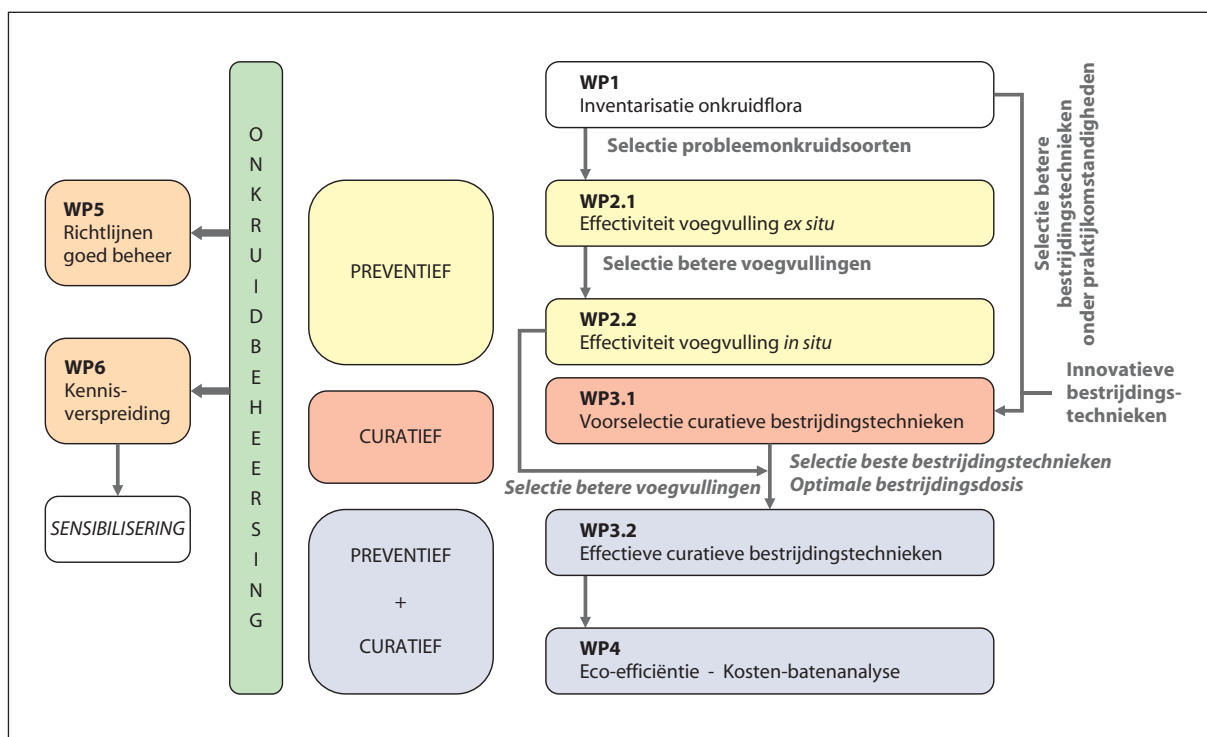 WP1
Inventarisatie onkruidflora
Selectie probleemonkruidsoorten
WP2.1
Effectiviteit voegvulling ex situ
Selectie betere voegvullingen
WP2.2
Effectiviteit voegvulling in situ
WP3.1
Voorselectie curatieve bestrijdingstechnieken
Selectie beste bestrijdingstechnieken
Optimale bestrijdingsdosis
Selectie betere voegvullingen
WP3.2
Effectieve curatieve bestrijdingstechnieken
WP4
Eco-efficiëntie - Kosten-batenanalyse
Selectie betere
bestrijdingstechnieken
onder praktijkomstandigheden
Innovatieve
bestrijdings-
technieken
PREVENTIEF
CURATIEF
PREVENTIEF
+
CURATIEF
O
N
K
R
U
I
D
B
E
H
E
E
R
S
I
N
G
WP5
Richtlijnen
goed beheer
WP6
Kennis-
verspreiding
SENSIBILISERING